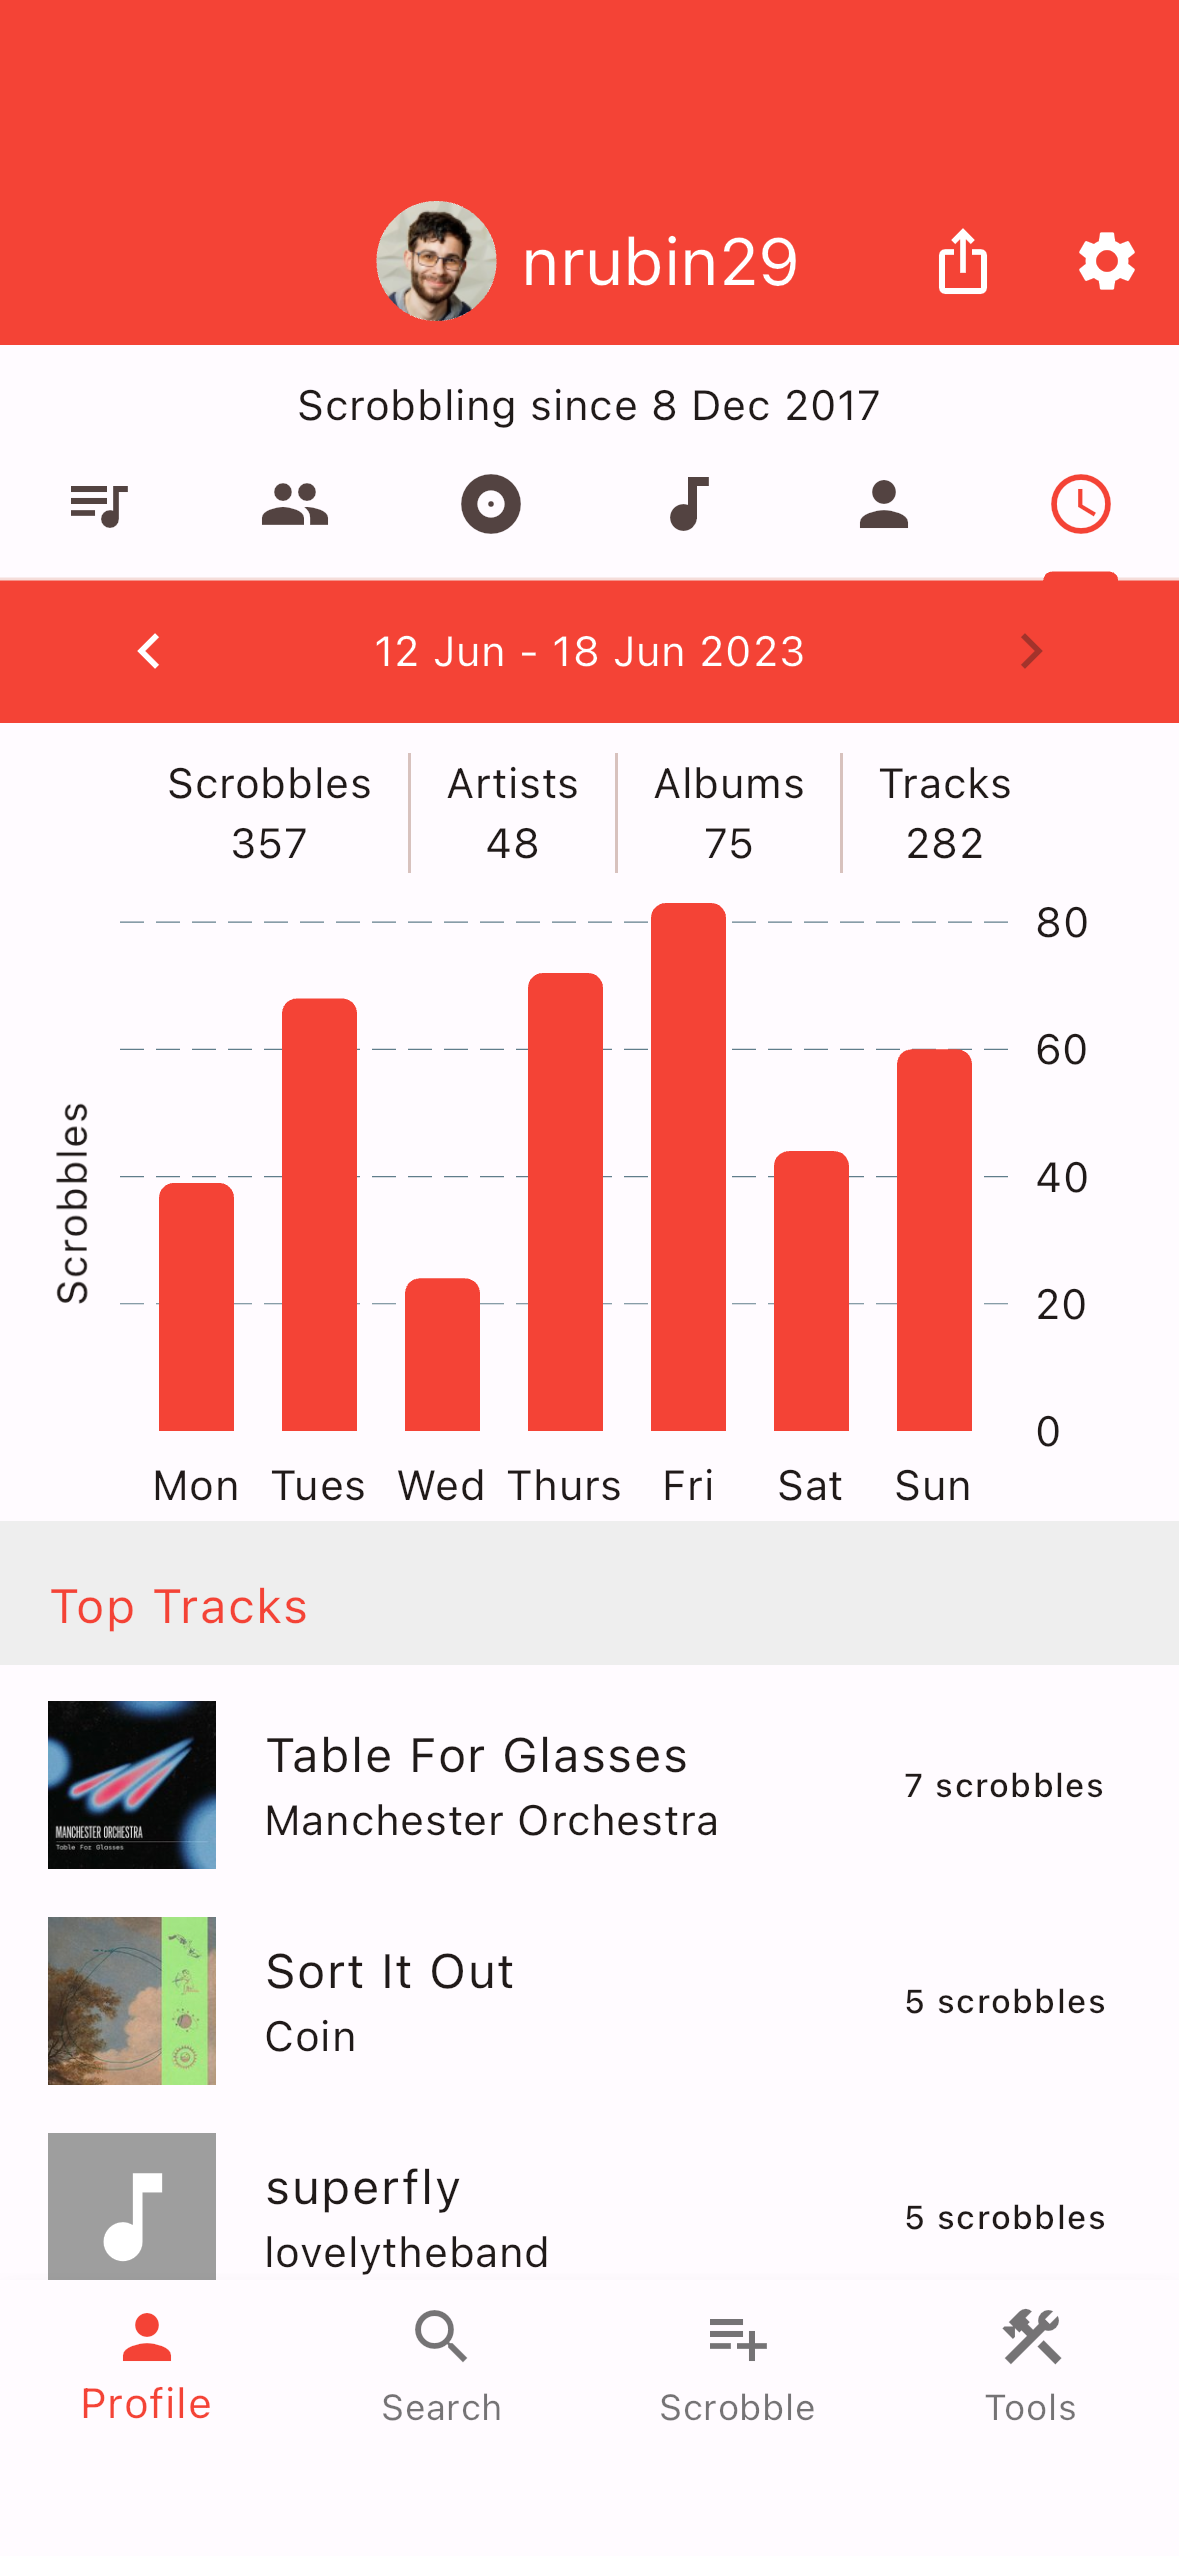 nrubin29
Scrobbling since 8 Dec 2017
12 Jun - 18 Jun 2023
Scrobbles Artists Albums Tracks
357 48 75 282
80
60
40
20
0
Scrobbles
Mon Tues Wed Thurs Fri Sat Sun
Top Tracks
MANCHESTER ORCHESTRA
Table For Glasses
Table For Glasses
Manchester Orchestra
7 scrobbles
Sort It Out
Coin
5 scrobbles
superfly
lovelytheband
5 scrobbles
Profile Search Scrobble Tools